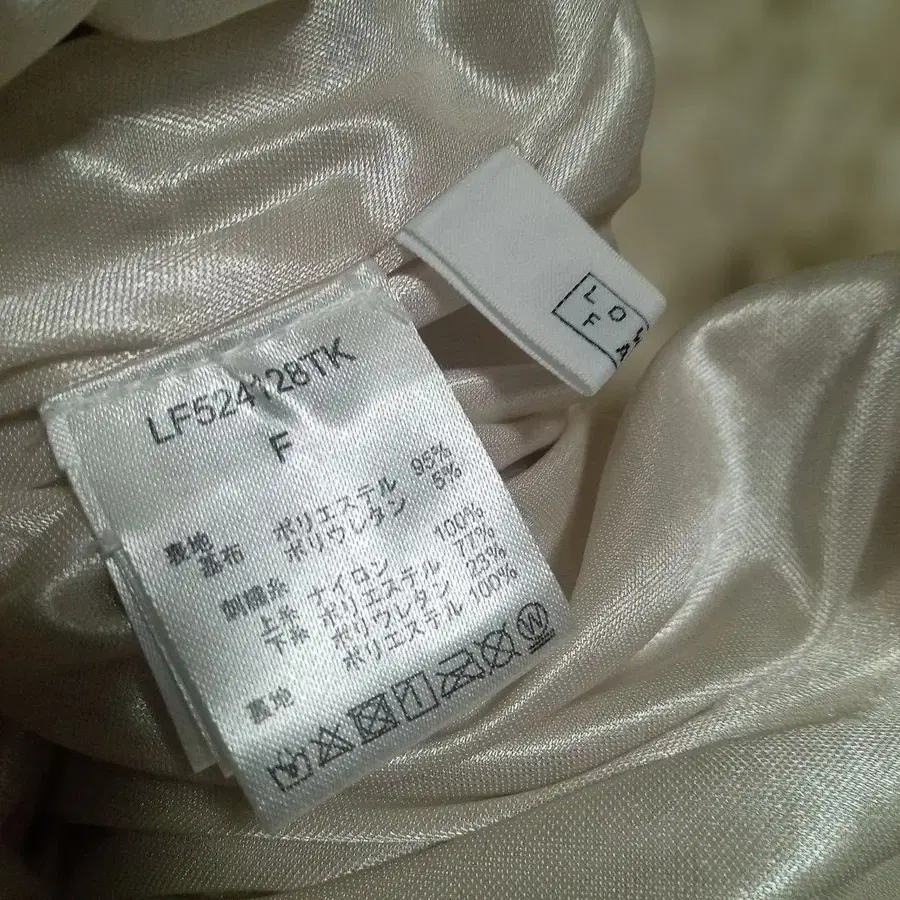 LF524128TK
F
表地
基布 ポリエステル 95%
ポリウレタン 5%
刺繍糸
上糸 ナイロン 100%
下糸 ポリエステル 77%
ポリウレタン 23%
裏地 ポリエステル 100%
W
L O
F A